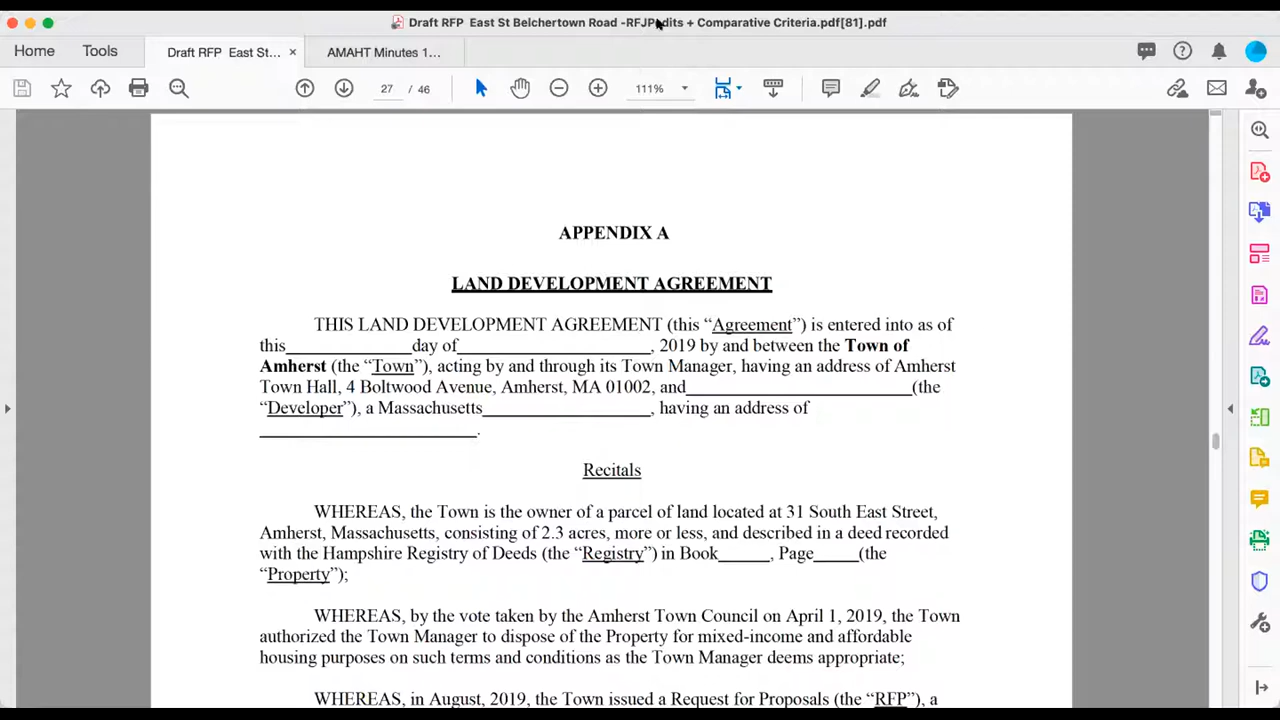 Draft RFP East St Belchertown Road -RFJPedits + Comparative Criteria.pdf[81].pdf
Home Tools Draft RFP East St... × AMAHT Minutes 1...
27 / 46 111%
APPENDIX A
LAND DEVELOPMENT AGREEMENT
THIS LAND DEVELOPMENT AGREEMENT (this “Agreement”) is entered into as of
this______________day of______________________, 2019 by and between the Town of
Amherst (the “Town”), acting by and through its Town Manager, having an address of Amherst
Town Hall, 4 Boltwood Avenue, Amherst, MA 01002, and__________________________(the
“Developer”), a Massachusetts___________________, having an address of
_________________________.
Recitals
WHEREAS, the Town is the owner of a parcel of land located at 31 South East Street,
Amherst, Massachusetts, consisting of 2.3 acres, more or less, and described in a deed recorded
with the Hampshire Registry of Deeds (the “Registry”) in Book______, Page_____(the
“Property”);
WHEREAS, by the vote taken by the Amherst Town Council on April 1, 2019, the Town
authorized the Town Manager to dispose of the Property for mixed-income and affordable
housing purposes on such terms and conditions as the Town Manager deems appropriate;
WHEREAS, in August, 2019, the Town issued a Request for Proposals (the “RFP”), a